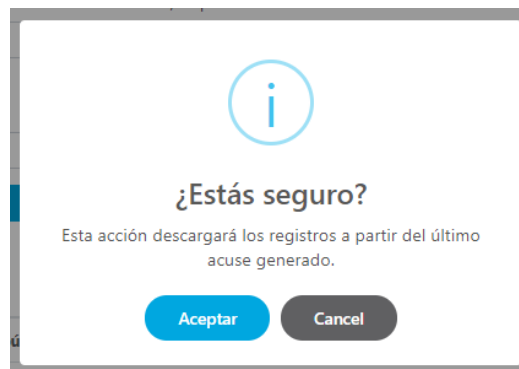 ¿Estás seguro?
Esta acción descargará los registros a partir del último
acuse generado.
Aceptar
Cancel